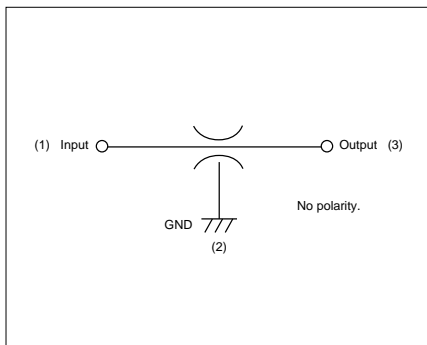 (1) Input Output (3)
No polarity.
GND
(2)